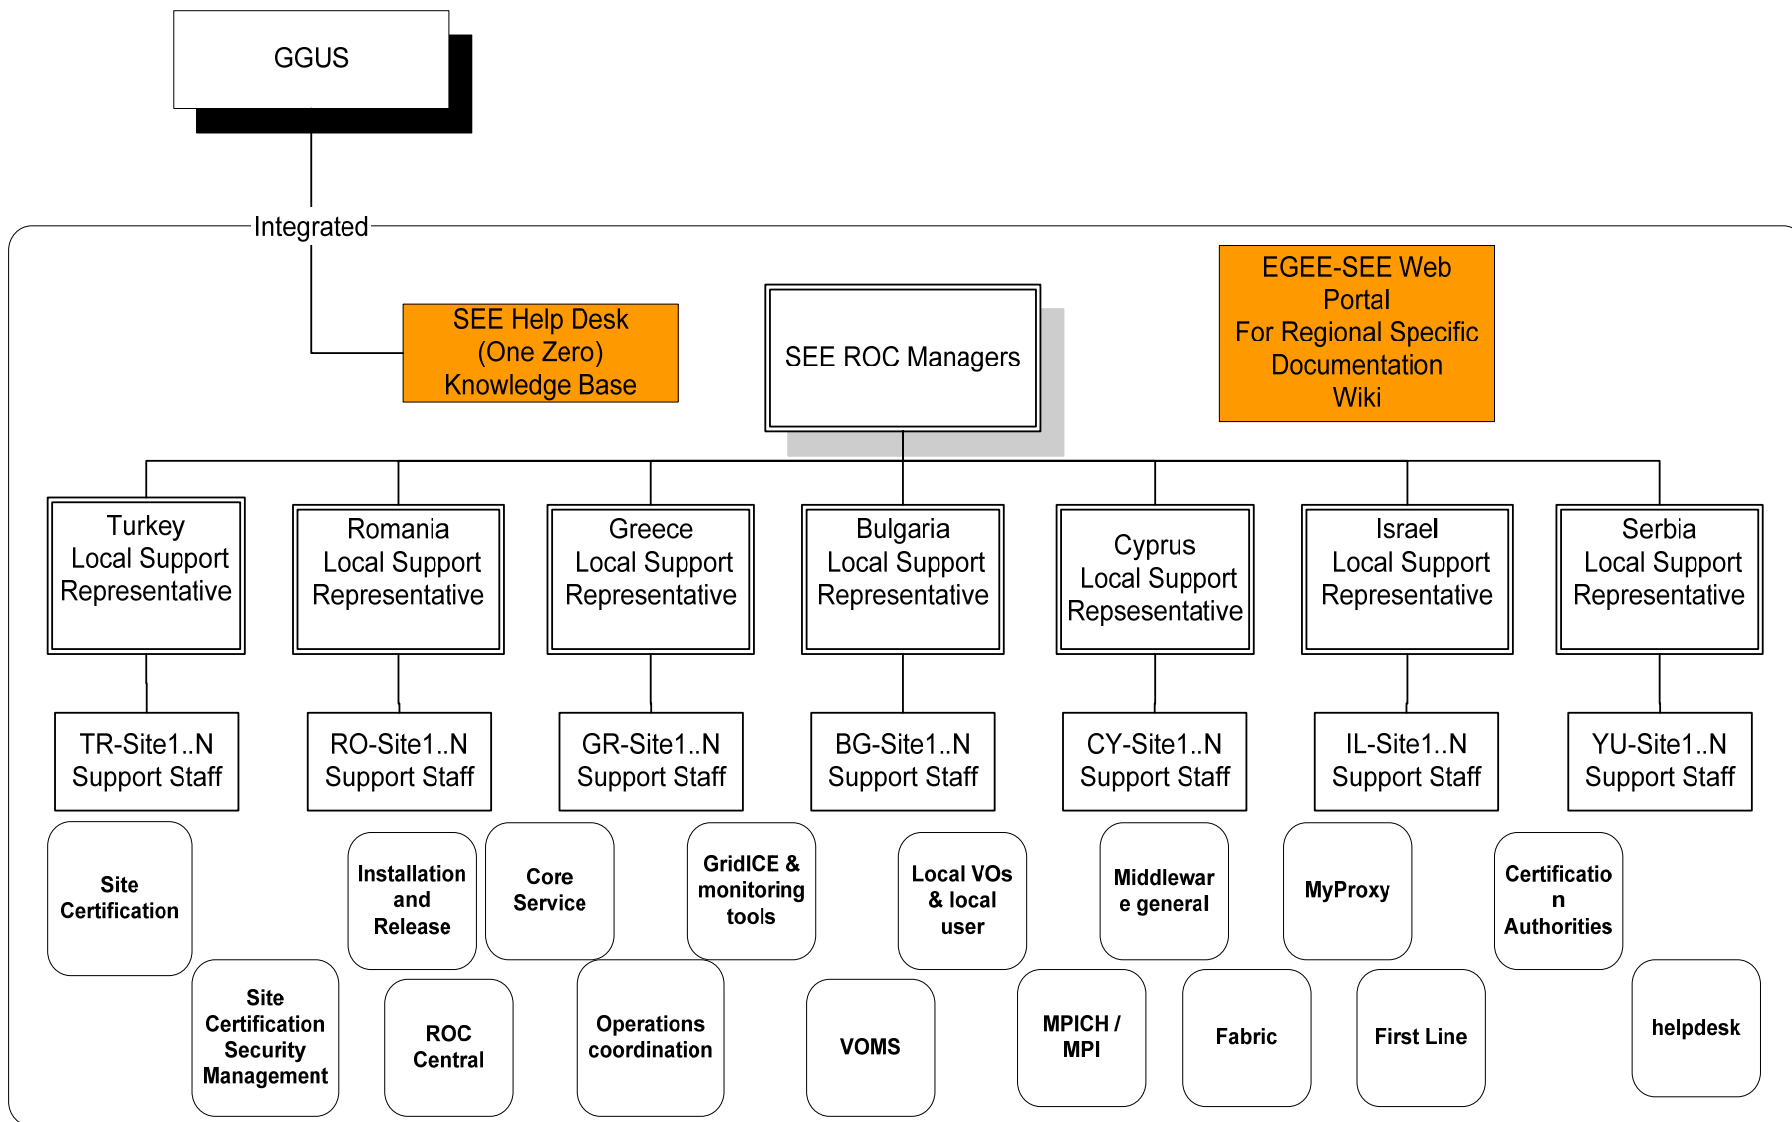 GGUS
Integrated
SEE Help Desk
(One Zero)
Knowledge Base
SEE ROC Managers
EGEE-SEE Web
Portal
For Regional Specific
Documentation
Wiki
Turkey
Local Support
Representative
Romania
Local Support
Representative
Greece
Local Support
Representative
Bulgaria
Local Support
Representative
Cyprus
Local Support
Repsesentative
Israel
Local Support
Representative
Serbia
Local Support
Representative
TR-Site1..N
Support Staff
RO-Site1..N
Support Staff
GR-Site1..N
Support Staff
BG-Site1..N
Support Staff
CY-Site1..N
Support Staff
IL-Site1..N
Support Staff
YU-Site1..N
Support Staff
Site
Certification
Installation
and
Release
Core
Service
GridICE &
monitoring
tools
Local VOs
& local
user
Middlewar
e general
MyProxy
Certificatio
n
Authorities
Site
Certification
Security
Management
ROC
Central
Operations
coordination
VOMS
MPICH /
MPI
Fabric
First Line
helpdesk